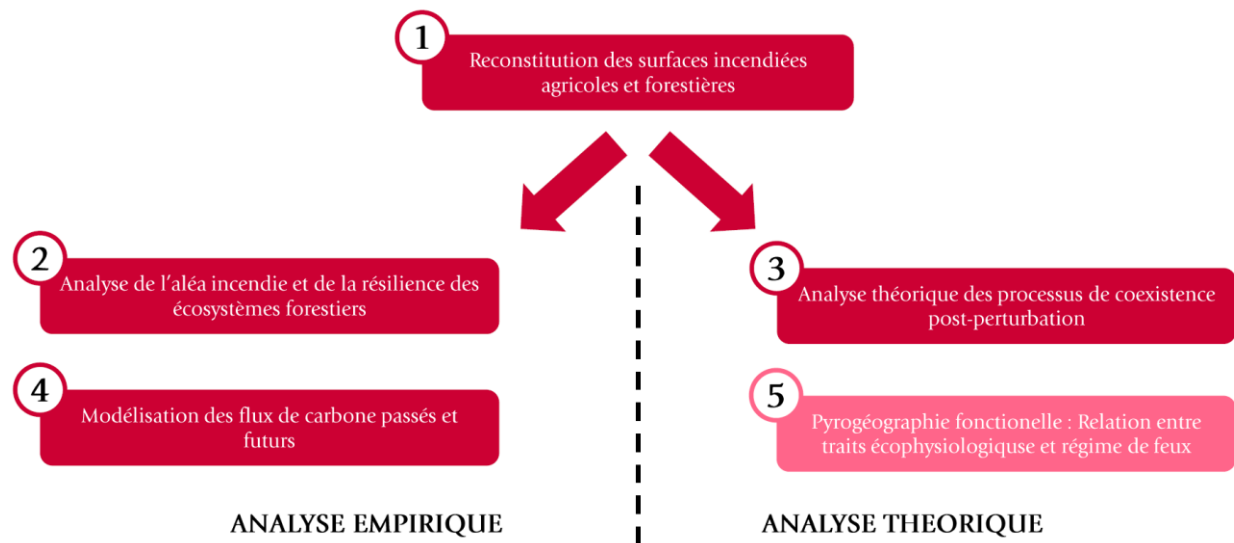 1
Reconstitution des surfaces incendiées
agricoles et forestières
2
Analyse de l'aléa incendie et de la résilience des
écosystèmes forestiers
3
Analyse théorique des processus de coexistence
post-perturbation
4
Modélisation des flux de carbone passés et
futurs
5
Pyrogéographie fonctionelle : Relation entre
traits écophysiologiquse et régime de feux
ANALYSE EMPIRIQUE
ANALYSE THEORIQUE